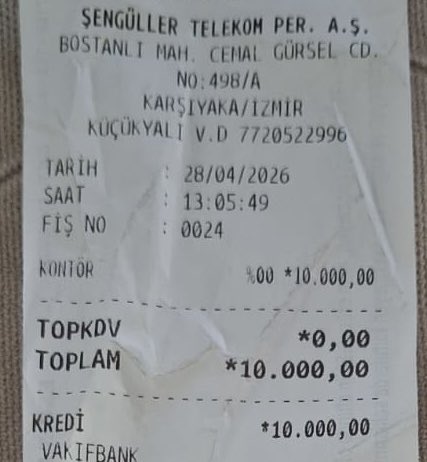 ŞENGÜLLER TELEKOM PER. A.Ş.
BOSTANLI MAH. CEMAL GÜRSEL CD.
NO:498/A
KARŞIYAKA/İZMİR
KÜÇÜKYALI V.D 7720522996
TARİH : 28/04/2026
SAAT : 13:05:49
FİŞ NO : 0024
KONTÖR %00 *10.000,00
TOPKDV *0,00
TOPLAM *10.000,00
KREDİ *10.000,00
VAKIFBANK